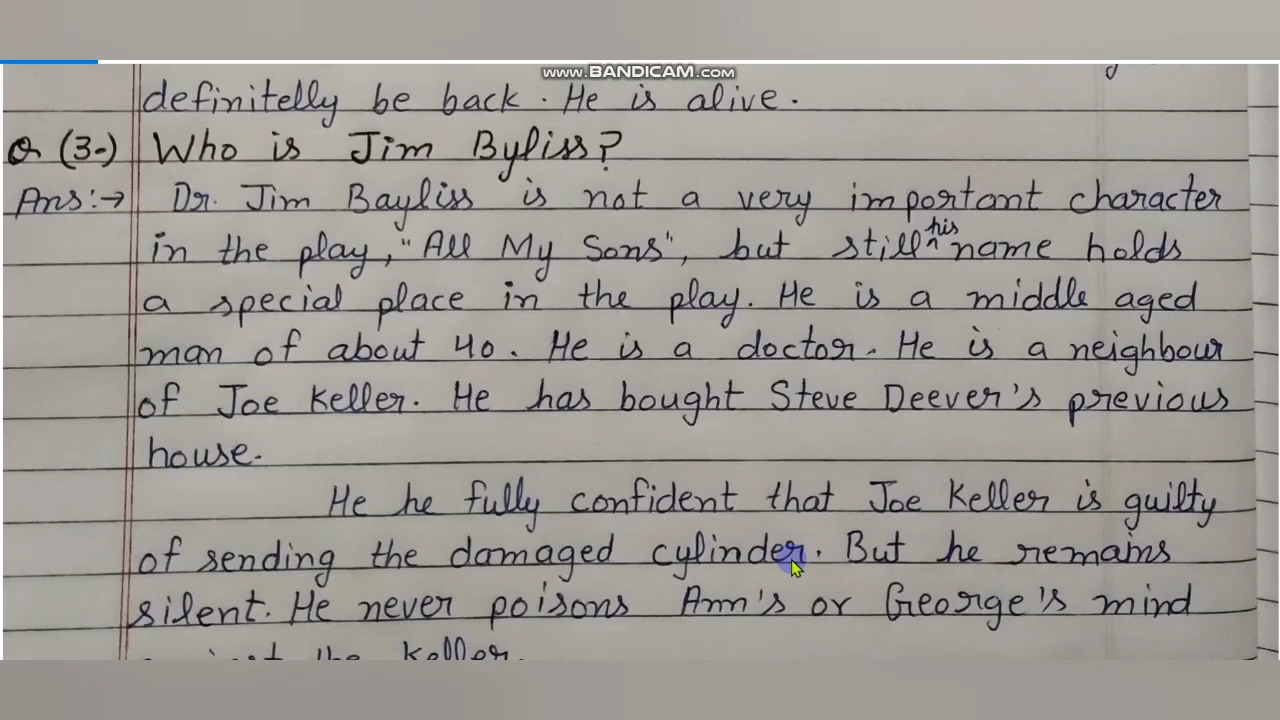 www.BANDICAM.com
definitelly be back. He is alive.
Q (3-) Who is Jim Byliss?
Ans:→ Dr. Jim Bayliss is not a very important character
in the play, "All My Sons", but still his name holds
a special place in the play. He is a middle aged
man of about 40. He is a doctor. He is a neighbour
of Joe Keller. He has bought Steve Deever's previous
house.
He he fully confident that Joe Keller is guilty
of sending the damaged cylinder. But he remains
silent. He never poisons Ann's or George's mind
the Keller.